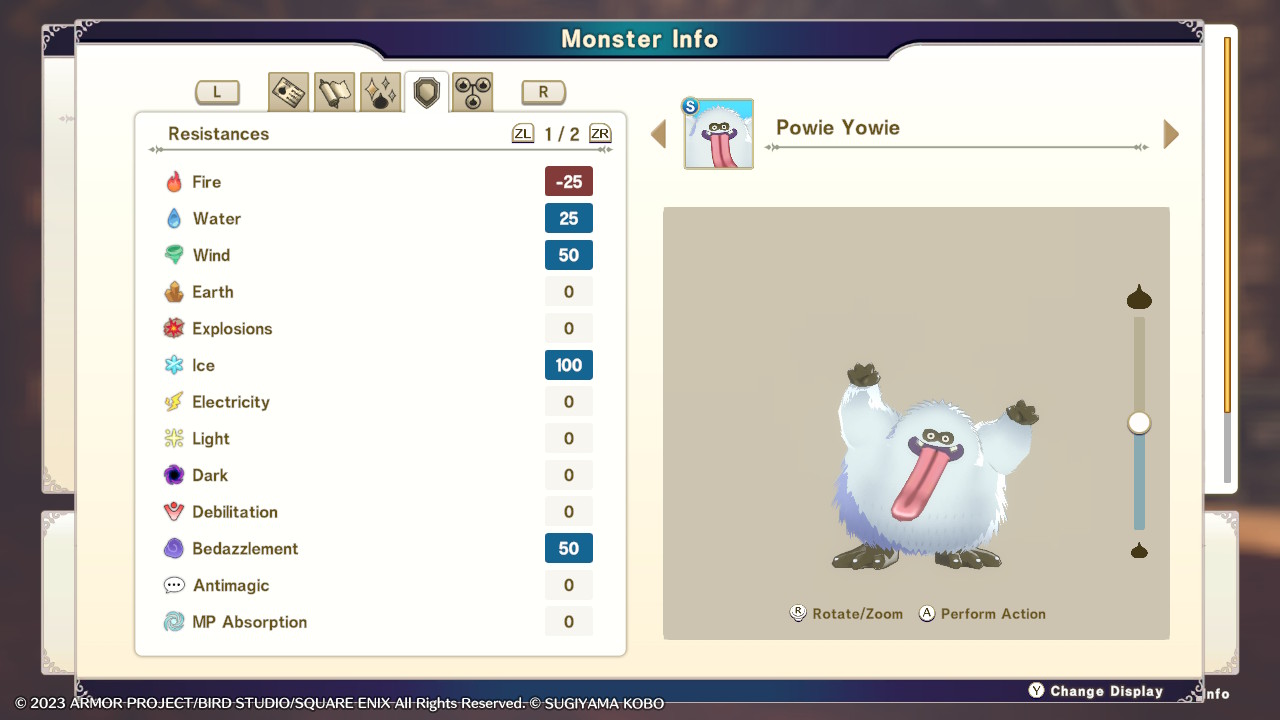 Monster Info
L
R
Resistances
ZL 1 / 2 ZR
S
Powie Yowie
Fire -25
Water 25
Wind 50
Earth 0
Explosions 0
Ice 100
Electricity 0
Light 0
Dark 0
Debilitation 0
Bedazzlement 50
Antimagic 0
MP Absorption 0
R Rotate/Zoom A Perform Action
Y Change Display
nfo
© 2023 ARMOR PROJECT/BIRD STUDIO/SQUARE ENIX All Rights Reserved. © SUGIYAMA KOBO